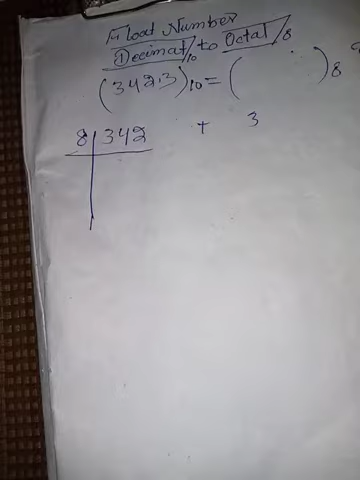 Float Number
Decimal/10 to Octal/8
(342.3)10 = ( )8
8 342 + 3